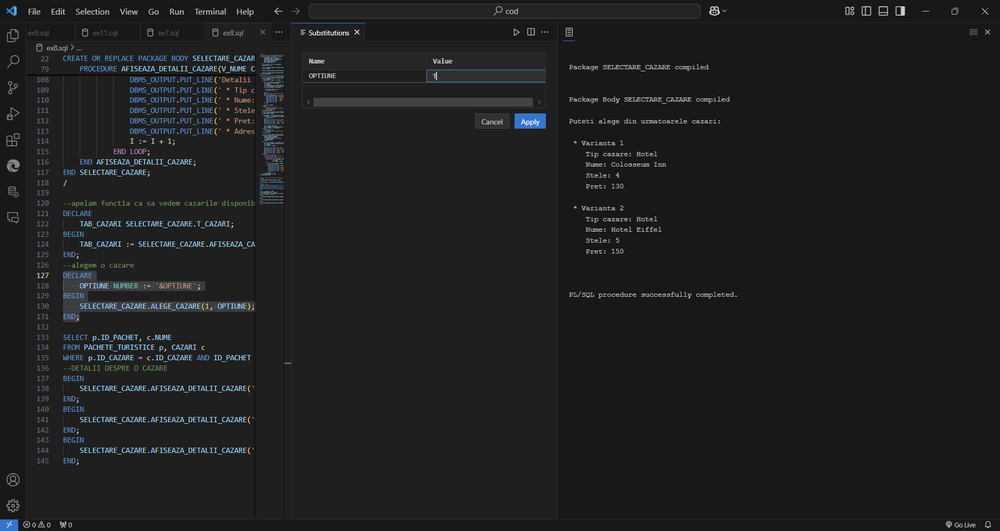 File Edit Selection View Go Run Terminal Help
cod
ex9.sql ex11.sql ex7.sql ex8.sql
ex8.sql > ...
22 CREATE OR REPLACE PACKAGE BODY SELECTARE_CAZAR
79 PROCEDURE AFISEAZA_DETALII_CAZARE(V_NUME C
108 DBMS_OUTPUT.PUT_LINE('Detalii
109 DBMS_OUTPUT.PUT_LINE(' * Tip c
110 DBMS_OUTPUT.PUT_LINE(' * Nume:
111 DBMS_OUTPUT.PUT_LINE(' * Stele
112 DBMS_OUTPUT.PUT_LINE(' * Pret:
113 DBMS_OUTPUT.PUT_LINE(' * Adres
114 I := I + 1;
115 END LOOP;
116 END AFISEAZA_DETALII_CAZARE;
117 END SELECTARE_CAZARE;
118 /
119
120 --apelam functia ca sa vedem cazarile disponib
121 DECLARE
122 TAB_CAZARI SELECTARE_CAZARE.T_CAZARI;
123 BEGIN
124 TAB_CAZARI := SELECTARE_CAZARE.AFISEAZA_CA
125 END;
126 --alegem o cazare
127 DECLARE
128 OPTIUNE NUMBER := '&OPTIUNE';
129 BEGIN
130 SELECTARE_CAZARE.ALEGE_CAZARE(1, OPTIUNE);
131 END;
132
133 SELECT p.ID_PACHET, c.NUME
134 FROM PACHETE_TURISTICE p, CAZARI c
135 WHERE p.ID_CAZARE = c.ID_CAZARE AND ID_PACHET
136 --DETALII DESPRE O CAZARE
137 BEGIN
138 SELECTARE_CAZARE.AFISEAZA_DETALII_CAZARE('
139 END;
140 BEGIN
141 SELECTARE_CAZARE.AFISEAZA_DETALII_CAZARE('
142 END;
143 BEGIN
144 SELECTARE_CAZARE.AFISEAZA_DETALII_CAZARE('
145 END;
Substitutions
Name Value
OPTIUNE 1
Cancel Apply
Package SELECTARE_CAZARE compiled
Package Body SELECTARE_CAZARE compiled
Puteti alege din urmatoarele cazari:
* Varianta 1
Tip cazare: Hotel
Nume: Colosseum Inn
Stele: 4
Pret: 130
* Varianta 2
Tip cazare: Hotel
Nume: Hotel Eiffel
Stele: 5
Pret: 150
PL/SQL procedure successfully completed.
0 0 0
Go Live